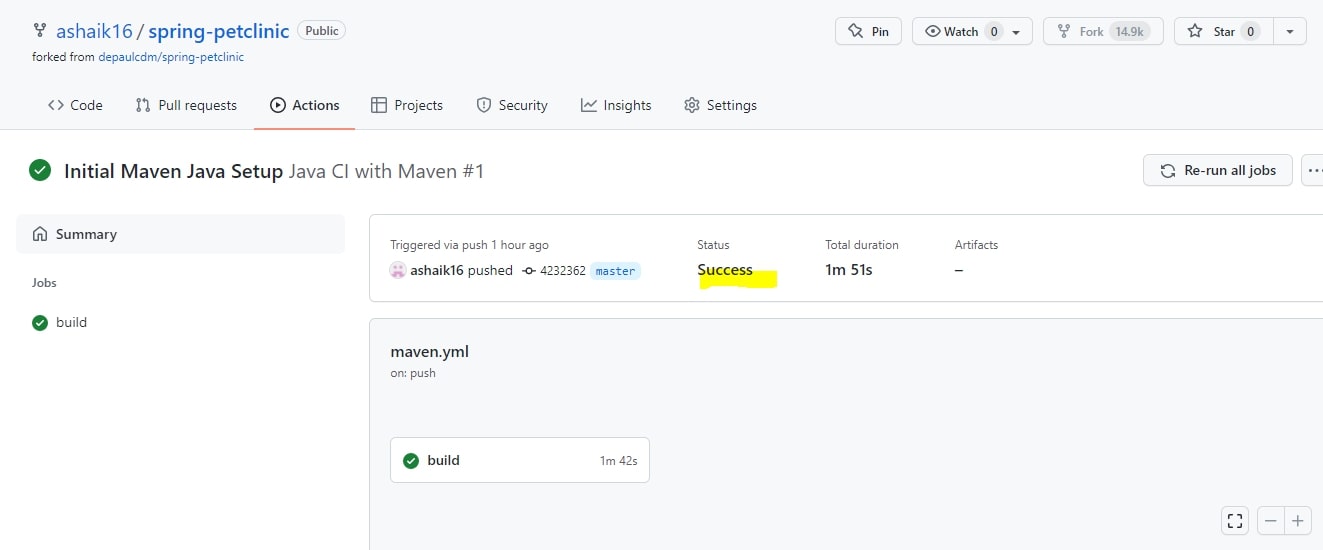 ashaik16 / spring-petclinic Public Pin Watch 0 Fork 14.9k Star 0
forked from depaulcdm/spring-petclinic
Code Pull requests Actions Projects Security Insights Settings
Initial Maven Java Setup Java CI with Maven #1 Re-run all jobs ...
Summary
Jobs
build
Triggered via push 1 hour ago Status Total duration Artifacts
ashaik16 pushed 4232362 master Success 1m 51s –
maven.yml
on: push
build 1m 42s